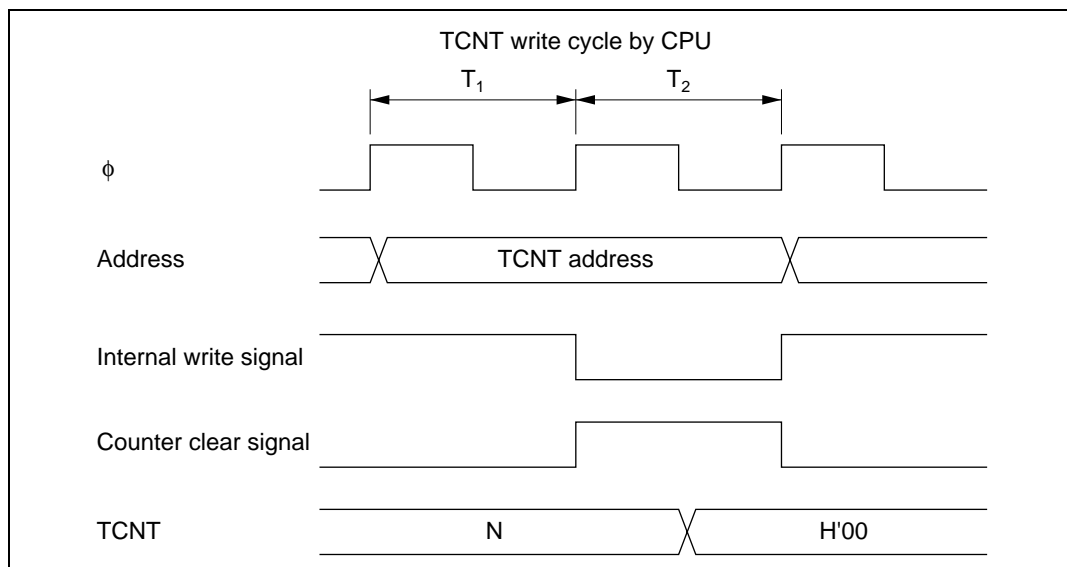 TCNT write cycle by CPU
T1 T2
ϕ
Address TCNT address
Internal write signal
Counter clear signal
TCNT N H'00